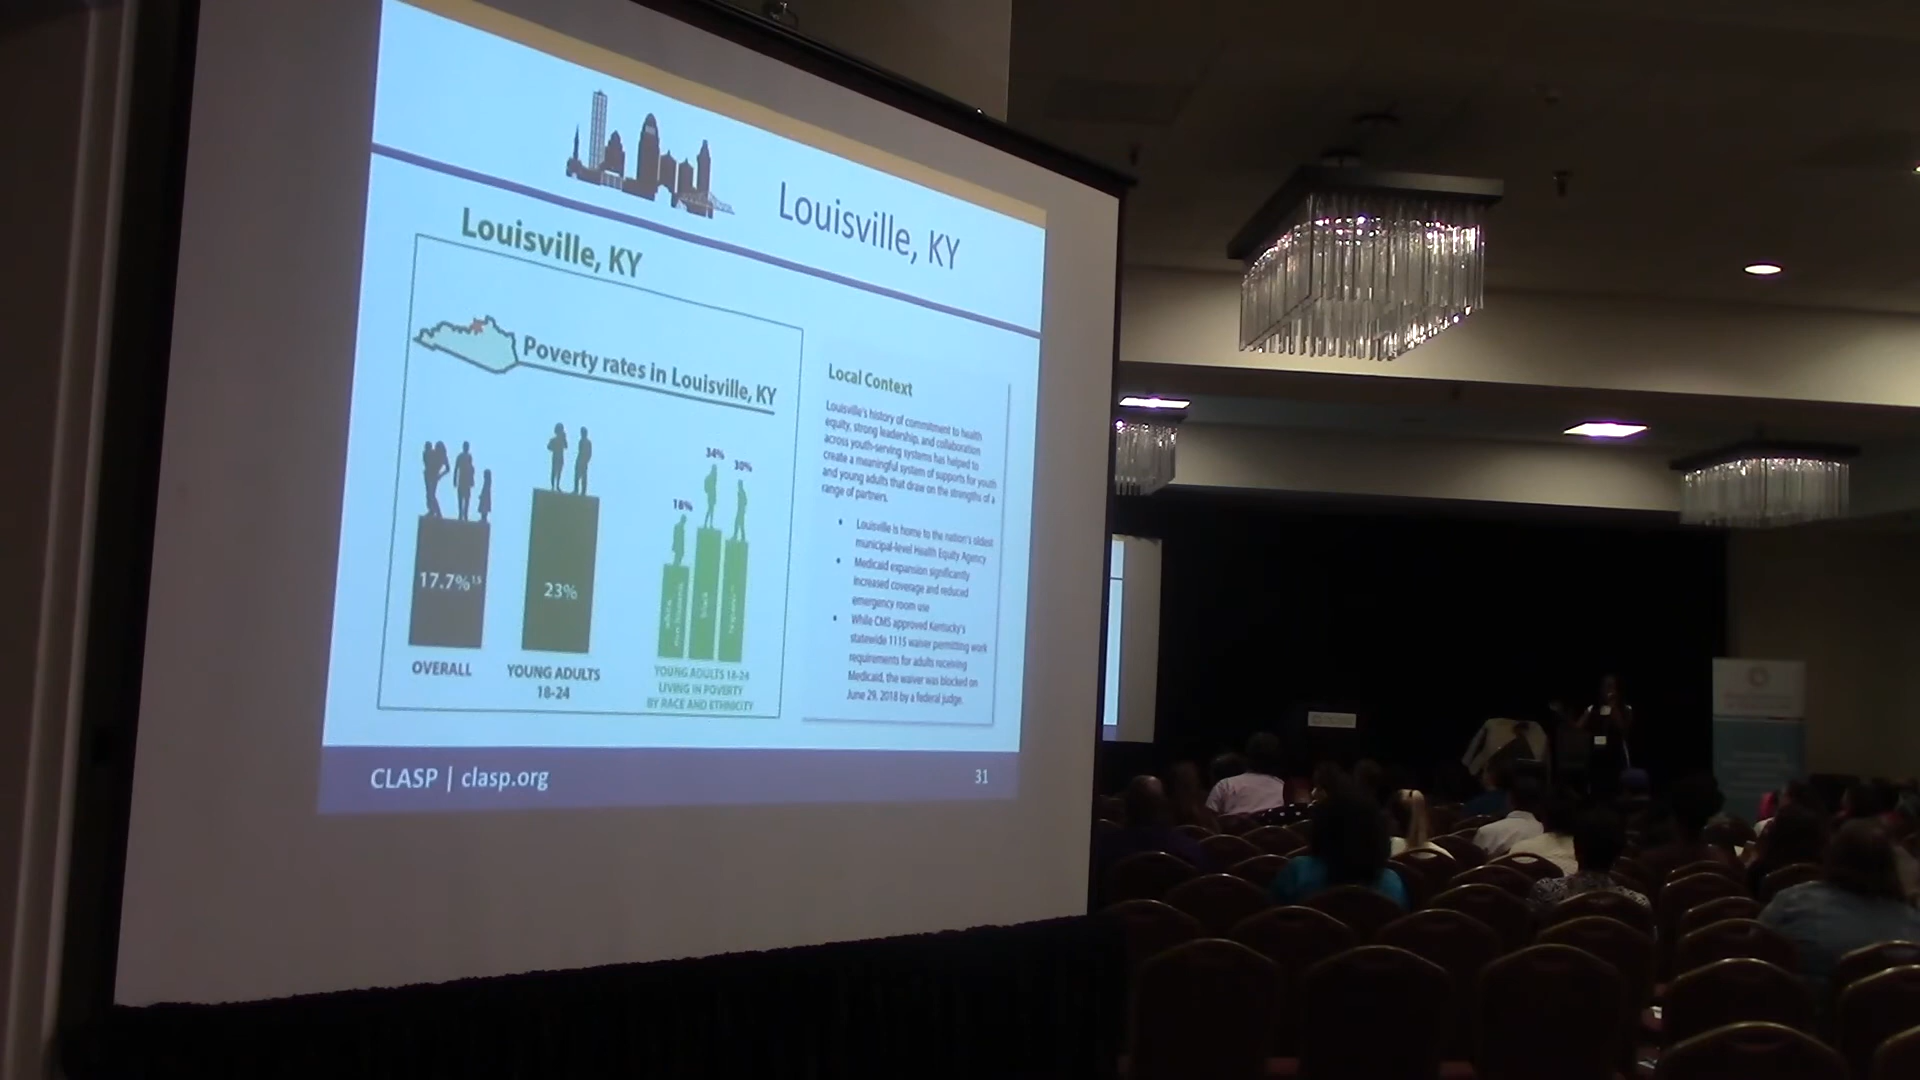 Louisville, KY
Louisville, KY
Poverty rates in Louisville, KY
17.7%¹⁵
OVERALL
23%
YOUNG ADULTS
18-24
18%
34%
30%
white,
black
YOUNG ADULTS 18-24
LIVING IN POVERTY
BY RACE AND ETHNICITY
Local Context
Louisville's history of commitment to health
equity, strong leadership, and collaboration
across youth-serving systems has helped to
create a meaningful system of supports for youth
and young adults that draw on the strengths of a
range of partners.
• Louisville is home to the nation's oldest
municipal-level Health Equity Agency
• Medicaid expansion significantly
increased coverage and reduced
emergency room use
• While CMS approved Kentucky's
statewide 1115 waiver permitting work
requirements for adults receiving
Medicaid, the waiver was blocked on
June 29, 2018 by a federal judge.
CLASP | clasp.org
31